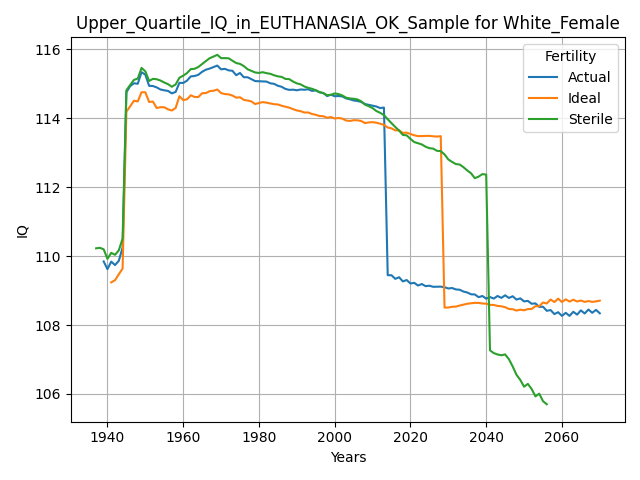 Upper_Quartile_IQ_in_EUTHANASIA_OK_Sample for White_Female
Fertility
Actual
Ideal
Sterile
116
114
112
110
108
106
IQ
1940 1960 1980 2000 2020 2040 2060
Years